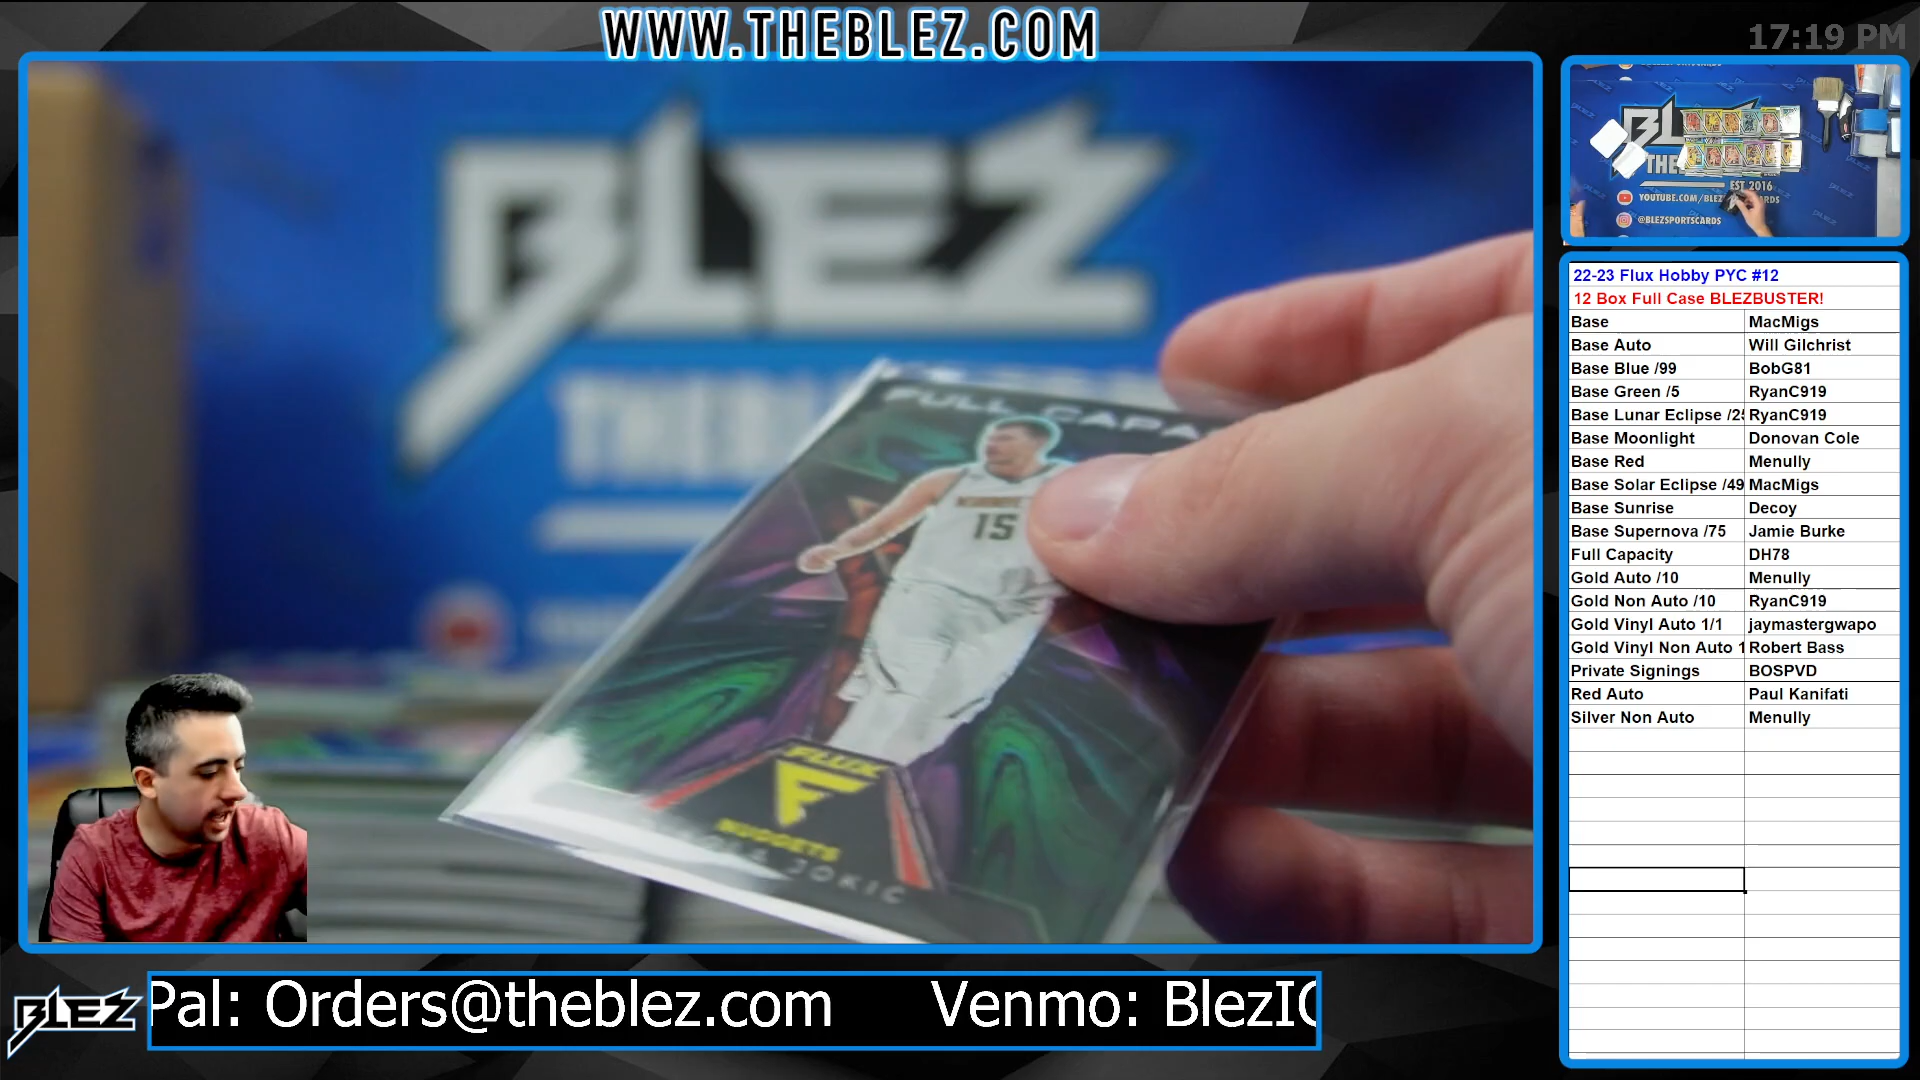 WWW.THEBLEZ.COM
17:19 PM
BLEZ
FULL CAPA
15
FLUX
NUGGETS
JOKIC
EST 2016
YOUTUBE.COM/BLEZ
@BLEZSPORTSCARDS
22-23 Flux Hobby PYC #12
12 Box Full Case BLEZBUSTER!
Base MacMigs
Base Auto Will Gilchrist
Base Blue /99 BobG81
Base Green /5 RyanC919
Base Lunar Eclipse /25 RyanC919
Base Moonlight Donovan Cole
Base Red Menully
Base Solar Eclipse /49 MacMigs
Base Sunrise Decoy
Base Supernova /75 Jamie Burke
Full Capacity DH78
Gold Auto /10 Menully
Gold Non Auto /10 RyanC919
Gold Vinyl Auto 1/1 jaymastergwapo
Gold Vinyl Non Auto 1 Robert Bass
Private Signings BOSPVD
Red Auto Paul Kanifati
Silver Non Auto Menully
BLEZ
Pal: Orders@theblez.com Venmo: BlezI